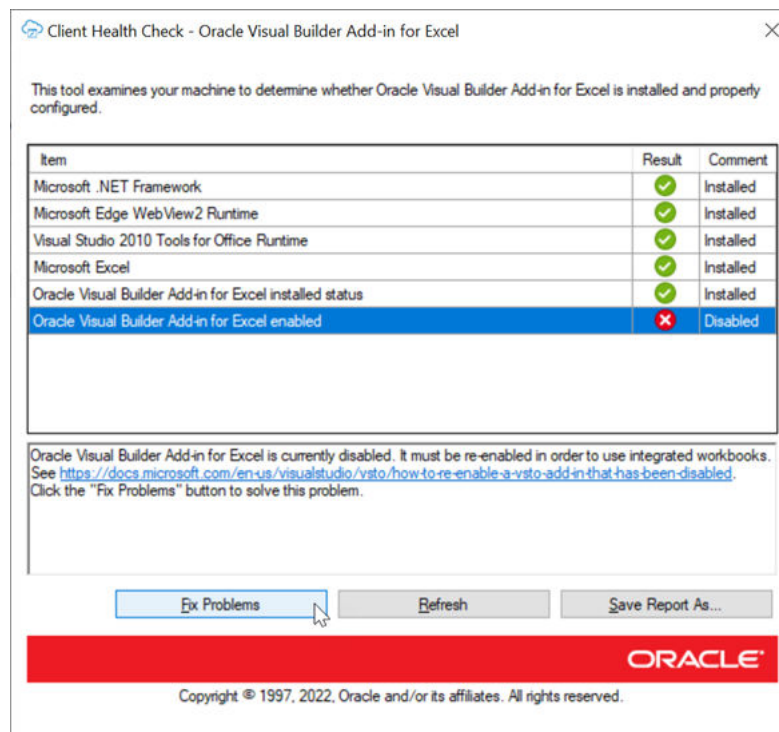 Client Health Check - Oracle Visual Builder Add-in for Excel
This tool examines your machine to determine whether Oracle Visual Builder Add-in for Excel is installed and properly
configured.
Item Result Comment
Microsoft .NET Framework Installed
Microsoft Edge WebView2 Runtime Installed
Visual Studio 2010 Tools for Office Runtime Installed
Microsoft Excel Installed
Oracle Visual Builder Add-in for Excel installed status Installed
Oracle Visual Builder Add-in for Excel enabled Disabled
Oracle Visual Builder Add-in for Excel is currently disabled. It must be re-enabled in order to use integrated workbooks.
See https://docs.microsoft.com/en-us/visualstudio/vsto/how-to-re-enable-a-vsto-add-in-that-has-been-disabled.
Click the "Fix Problems" button to solve this problem.
Fix Problems Refresh Save Report As...
ORACLE
Copyright © 1997, 2022, Oracle and/or its affiliates. All rights reserved.